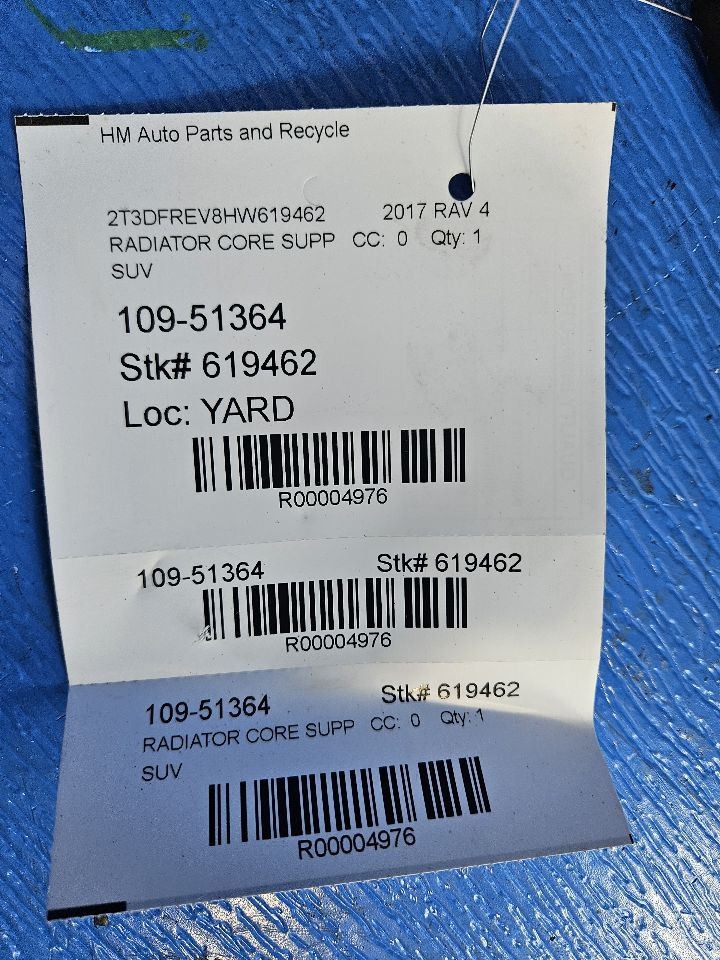 HM Auto Parts and Recycle
2T3DFREV8HW619462 2017 RAV 4
RADIATOR CORE SUPP CC: 0 Qty: 1
SUV
109-51364
Stk# 619462
Loc: YARD
R00004976
109-51364 Stk# 619462
R00004976
109-51364 Stk# 619462
RADIATOR CORE SUPP CC: 0 Qty: 1
SUV
R00004976